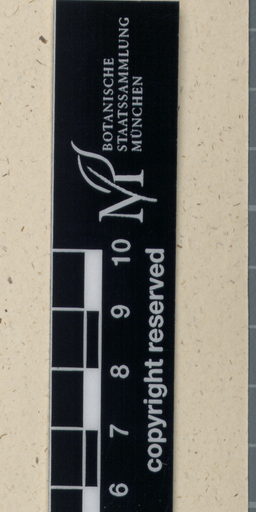 BOTANISCHE
STAATSSAMMLUNG
MÜNCHEN
M
6 7 8 9 10
copyright reserved